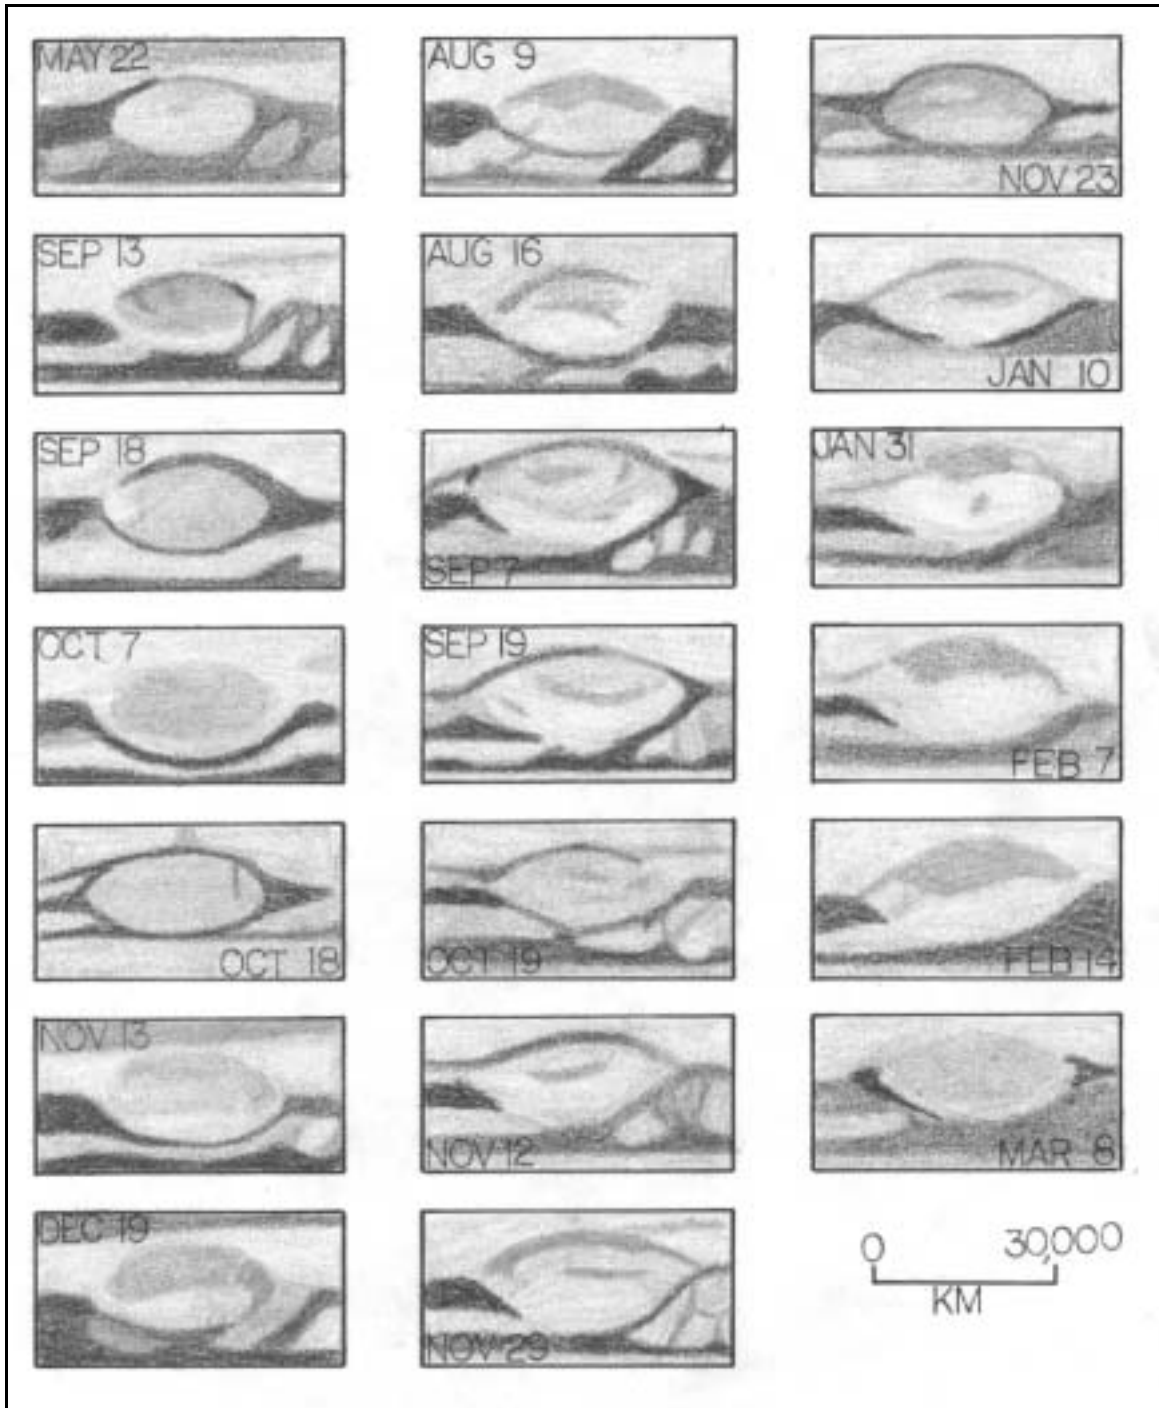 MAY 22
SEP 13
SEP 18
OCT 7
OCT 18
NOV 13
DEC 19
AUG 9
AUG 16
SEP 7
SEP 19
OCT 19
NOV 12
NOV 29
NOV 23
JAN 10
JAN 31
FEB 7
FEB 14
MAR 8
0 30,000
KM